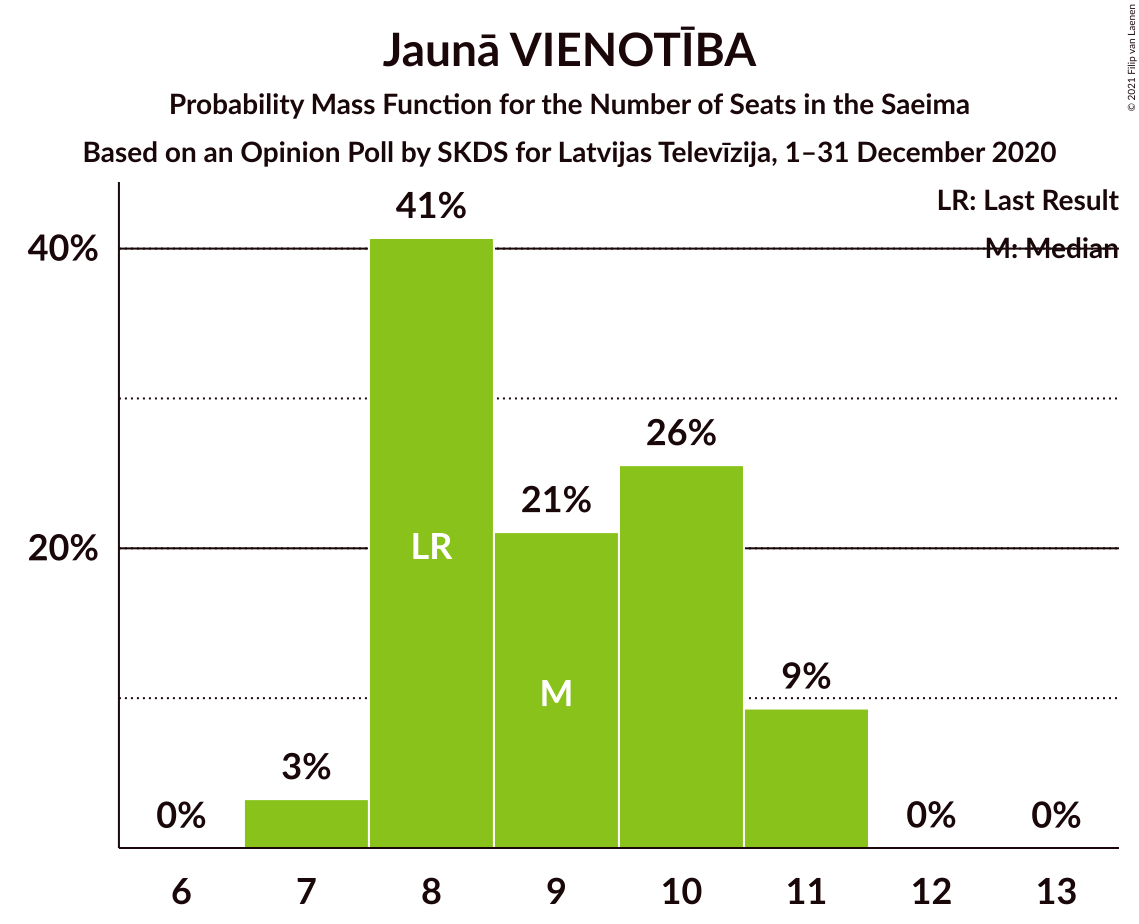 Jaunā VIENOTĪBA
Probability Mass Function for the Number of Seats in the Saeima
Based on an Opinion Poll by SKDS for Latvijas Televīzija, 1–31 December 2020
© 2021 Filip van Laenen
LR: Last Result
M: Median
40%
20%
0%
3%
41%
21%
26%
9%
0%
0%
LR
M
6 7 8 9 10 11 12 13